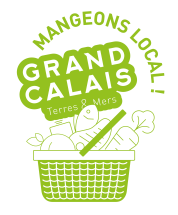 MANGEONS LOCAL !
GRAND
CALAIS
Terres & Mers